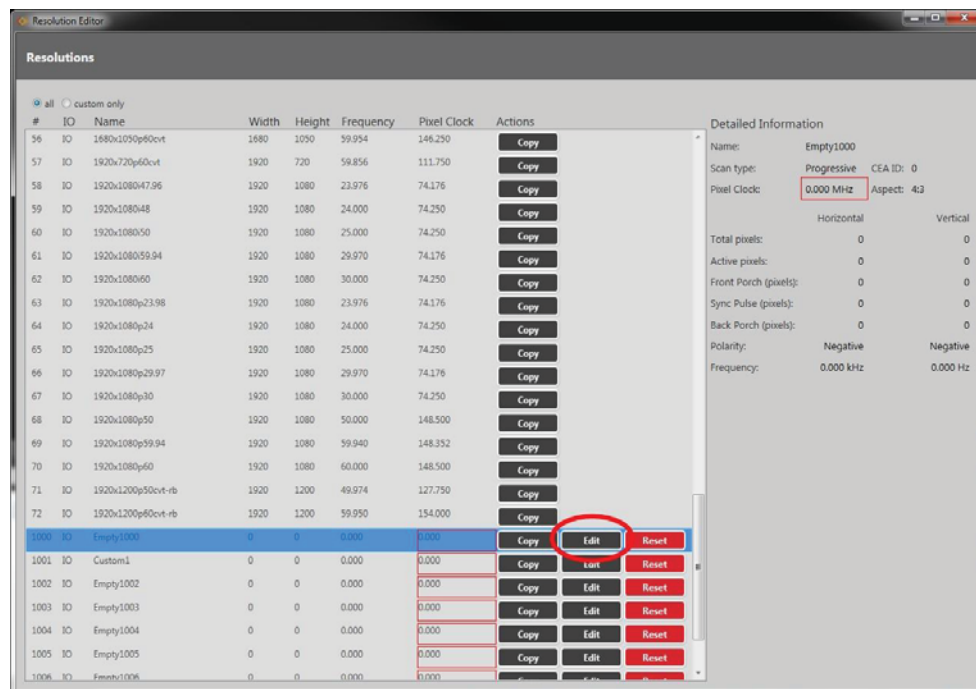 Resolution Editor
Resolutions
all custom only
# IO Name Width Height Frequency Pixel Clock Actions
56 IO 1680x1050p60cvt 1680 1050 59.954 146.250 Copy
57 IO 1920x720p60cvt 1920 720 59.856 111.750 Copy
58 IO 1920x1080i47.96 1920 1080 23.976 74.176 Copy
59 IO 1920x1080i48 1920 1080 24.000 74.250 Copy
60 IO 1920x1080i50 1920 1080 25.000 74.250 Copy
61 IO 1920x1080i59.94 1920 1080 29.970 74.176 Copy
62 IO 1920x1080i60 1920 1080 30.000 74.250 Copy
63 IO 1920x1080p23.98 1920 1080 23.976 74.176 Copy
64 IO 1920x1080p24 1920 1080 24.000 74.250 Copy
65 IO 1920x1080p25 1920 1080 25.000 74.250 Copy
66 IO 1920x1080p29.97 1920 1080 29.970 74.176 Copy
67 IO 1920x1080p30 1920 1080 30.000 74.250 Copy
68 IO 1920x1080p50 1920 1080 50.000 148.500 Copy
69 IO 1920x1080p59.94 1920 1080 59.940 148.352 Copy
70 IO 1920x1080p60 1920 1080 60.000 148.500 Copy
71 IO 1920x1200p50cvt-rb 1920 1200 49.974 127.750 Copy
72 IO 1920x1200p60cvt-rb 1920 1200 59.950 154.000 Copy
1000 IO Empty1000 0 0 0.000 0.000 Copy Edit Reset
1001 IO Custom1 0 0 0.000 0.000 Copy Edit Reset
1002 IO Empty1002 0 0 0.000 0.000 Copy Edit Reset
1003 IO Empty1003 0 0 0.000 0.000 Copy Edit Reset
1004 IO Empty1004 0 0 0.000 0.000 Copy Edit Reset
1005 IO Empty1005 0 0 0.000 0.000 Copy Edit Reset
1006 IO Empty1006 0 0 0.000 0.000
Detailed Information
Name: Empty1000
Scan type: Progressive CEA ID: 0
Pixel Clock: 0.000 MHz Aspect: 4:3
Horizontal Vertical
Total pixels: 0 0
Active pixels: 0 0
Front Porch (pixels): 0 0
Sync Pulse (pixels): 0 0
Back Porch (pixels): 0 0
Polarity: Negative Negative
Frequency: 0.000 kHz 0.000 Hz